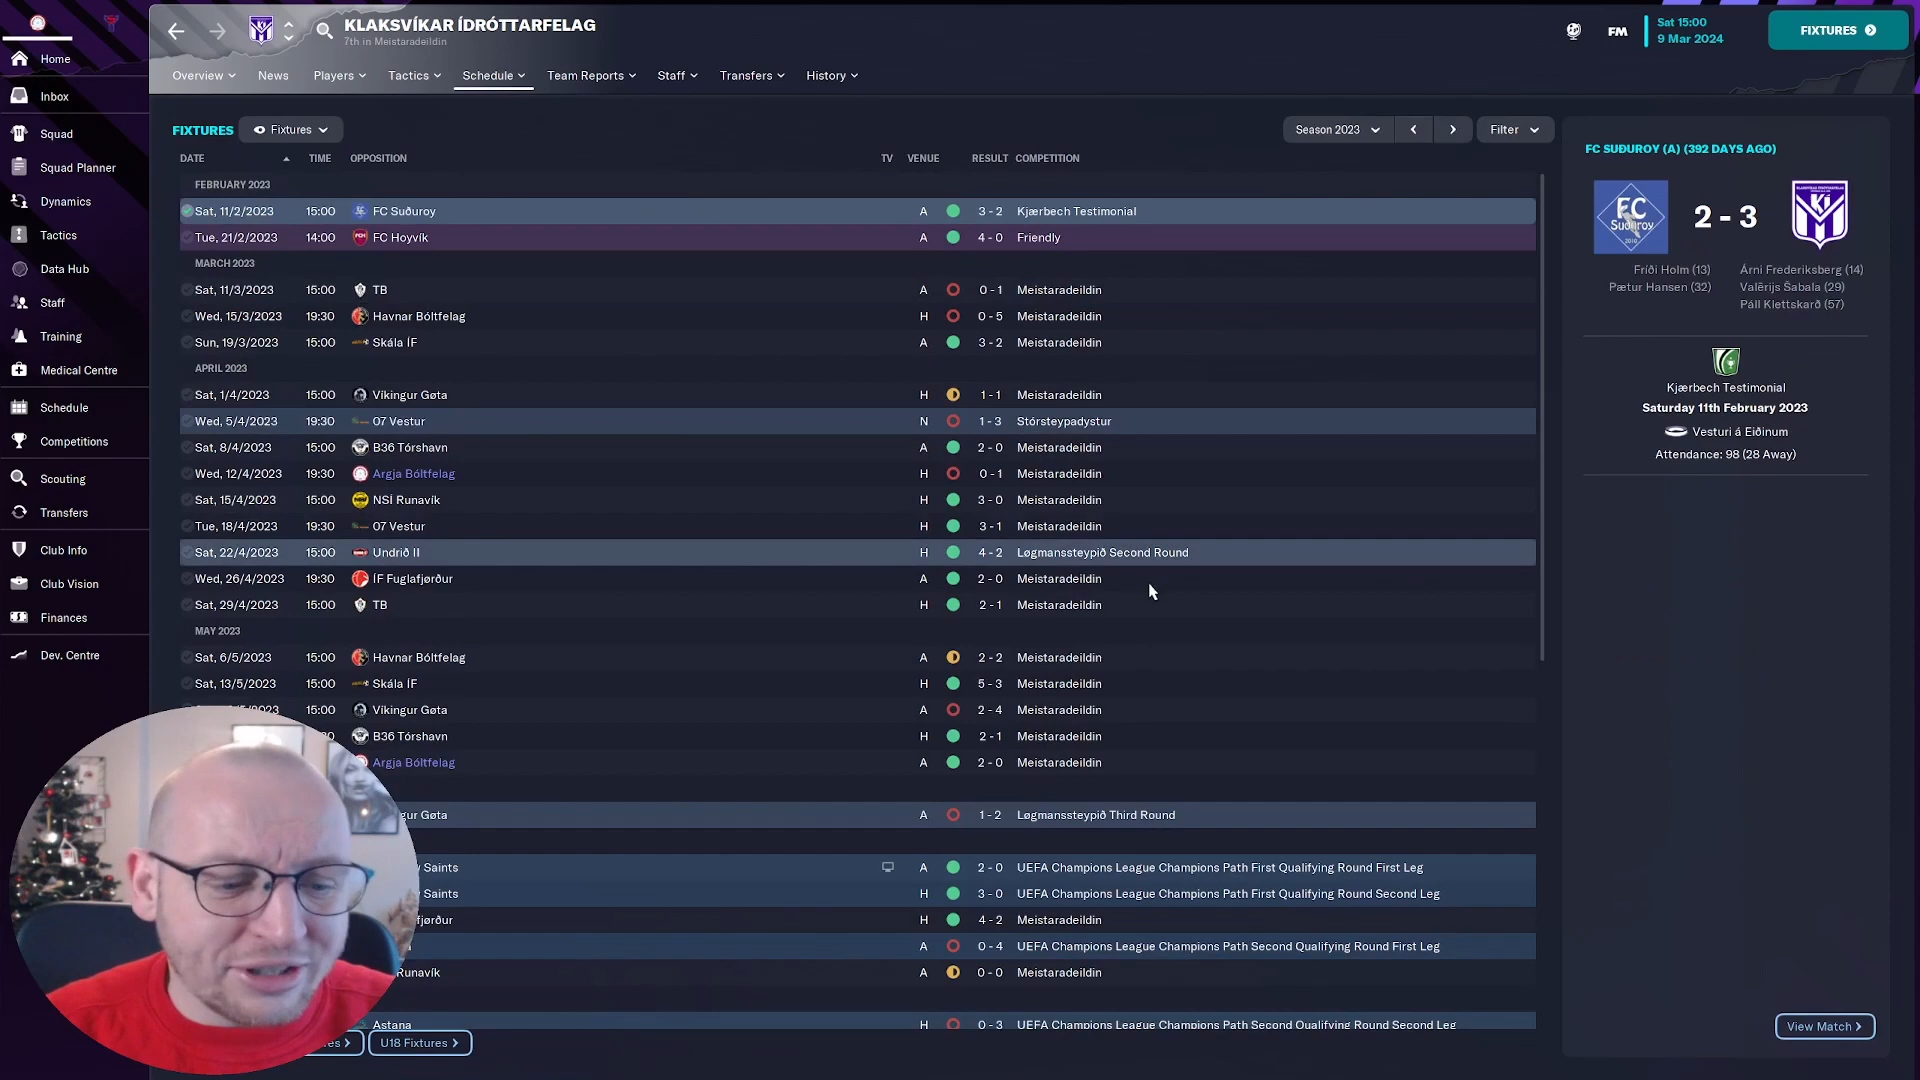 KLAKSVÍKAR ÍDRÓTTARFELAG
7th in Meistaradeildin
FM
Sat 15:00
9 Mar 2024
FIXTURES
Overview
News
Players
Tactics
Schedule
Team Reports
Staff
Transfers
History
Home
Inbox
Squad
Squad Planner
Dynamics
Tactics
Data Hub
Staff
Training
Medical Centre
Schedule
Competitions
Scouting
Transfers
Club Info
Club Vision
Finances
Dev. Centre
FIXTURES
Fixtures
Season 2023
Filter
DATE TIME OPPOSITION TV VENUE RESULT COMPETITION
FEBRUARY 2023
Sat, 11/2/2023 15:00 FC Suðuroy A 3 - 2 Kjærbech Testimonial
Tue, 21/2/2023 14:00 FC Hoyvík A 4 - 0 Friendly
MARCH 2023
Sat, 11/3/2023 15:00 TB A 0 - 1 Meistaradeildin
Wed, 15/3/2023 19:30 Havnar Bóltfelag H 0 - 5 Meistaradeildin
Sun, 19/3/2023 15:00 Skála ÍF A 3 - 2 Meistaradeildin
APRIL 2023
Sat, 1/4/2023 15:00 Víkingur Gøta H 1 - 1 Meistaradeildin
Wed, 5/4/2023 19:30 07 Vestur N 1 - 3 Stórsteypadystur
Sat, 8/4/2023 15:00 B36 Tórshavn A 2 - 0 Meistaradeildin
Wed, 12/4/2023 19:30 Argja Bóltfelag H 0 - 1 Meistaradeildin
Sat, 15/4/2023 15:00 NSÍ Runavík H 3 - 0 Meistaradeildin
Tue, 18/4/2023 19:30 07 Vestur H 3 - 1 Meistaradeildin
Sat, 22/4/2023 15:00 Undrið II H 4 - 2 Løgmanssteypið Second Round
Wed, 26/4/2023 19:30 ÍF Fuglafjørður A 2 - 0 Meistaradeildin
Sat, 29/4/2023 15:00 TB H 2 - 1 Meistaradeildin
MAY 2023
Sat, 6/5/2023 15:00 Havnar Bóltfelag A 2 - 2 Meistaradeildin
Sat, 13/5/2023 15:00 Skála ÍF H 5 - 3 Meistaradeildin
15:00 Víkingur Gøta A 2 - 4 Meistaradeildin
B36 Tórshavn H 2 - 1 Meistaradeildin
Argja Bóltfelag A 2 - 0 Meistaradeildin
Gøta A 1 - 2 Løgmanssteypið Third Round
Saints A 2 - 0 UEFA Champions League Champions Path First Qualifying Round First Leg
Saints H 3 - 0 UEFA Champions League Champions Path First Qualifying Round Second Leg
H 4 - 2 Meistaradeildin
A 0 - 4 UEFA Champions League Champions Path Second Qualifying Round First Leg
Runavík A 0 - 0 Meistaradeildin
Astana H 0 - 3 UEFA Champions League Champions Path Second Qualifying Round Second Leg
U18 Fixtures
FC SUÐUROY (A) (392 DAYS AGO)
FC
Suðuroy
2010
2 - 3
KÍ
Fríði Holm (13)
Pætur Hansen (32)
Árni Frederiksberg (14)
Valērijs Šabala (29)
Páll Klettskarð (57)
Kjærbech Testimonial
Saturday 11th February 2023
Vesturi á Eiðinum
Attendance: 98 (28 Away)
View Match